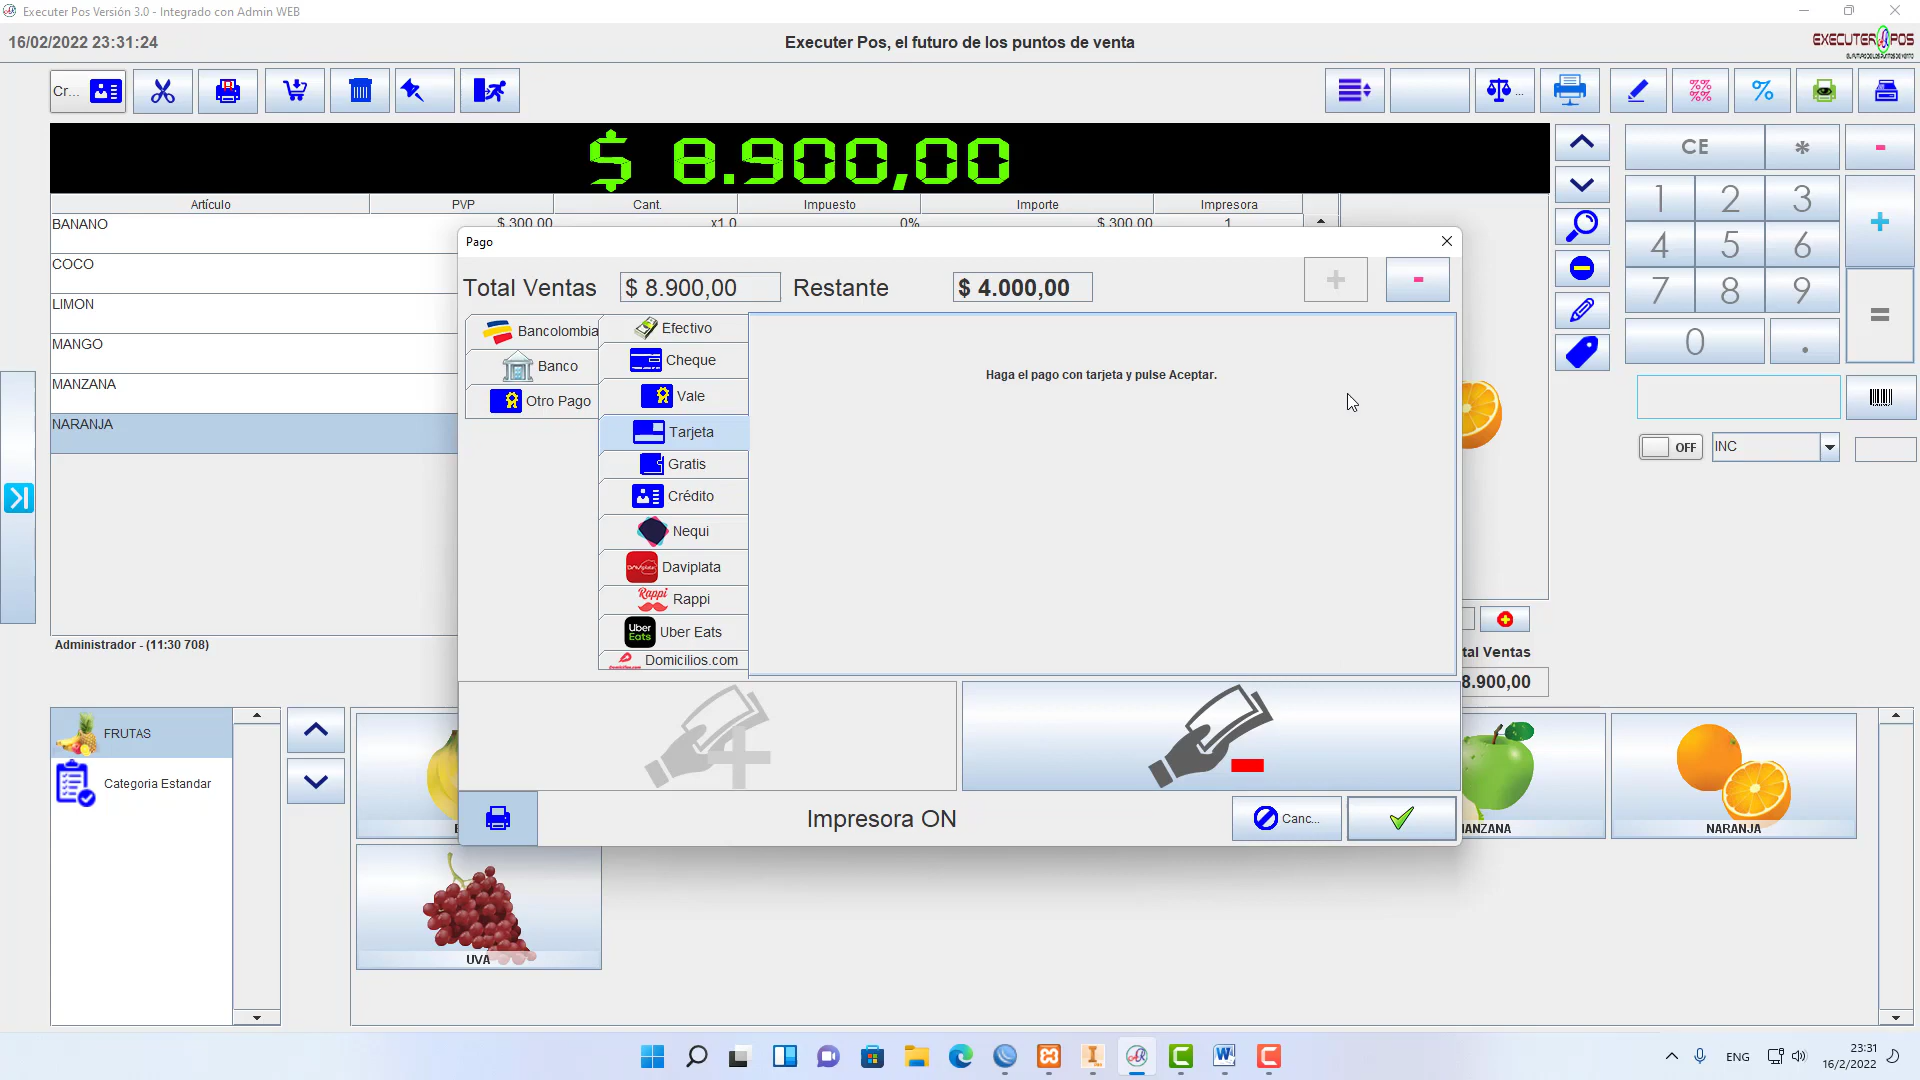 Executer Pos Versión 3.0 - Integrado con Admin WEB
16/02/2022 23:31:24
Executer Pos, el futuro de los puntos de venta
EXECUTER POS
Cr...
...
$ 8.900,00
Artículo PVP Cant. Impuesto Importe Impresora
BANANO $ 300,00 x1.0 0% $ 300,00 1
COCO
LIMON
MANGO
MANZANA
NARANJA
CE * -
1 2 3 +
4 5 6
7 8 9 =
0 .
OFF INC
Pago
Total Ventas $ 8.900,00 Restante $ 4.000,00 + -
Bancolombia
Banco
Otro Pago
Efectivo
Cheque
Vale
Tarjeta
Gratis
Crédito
Nequi
Daviplata
Rappi Rappi
Uber Eats Uber Eats
Domicilios.com
Haga el pago con tarjeta y pulse Aceptar.
Impresora ON
Canc...
Administrador - (11:30 708)
tal Ventas
8.900,00
FRUTAS
Categoria Estandar
ANZANA
NARANJA
UVA
ENG
23:31
16/2/2022